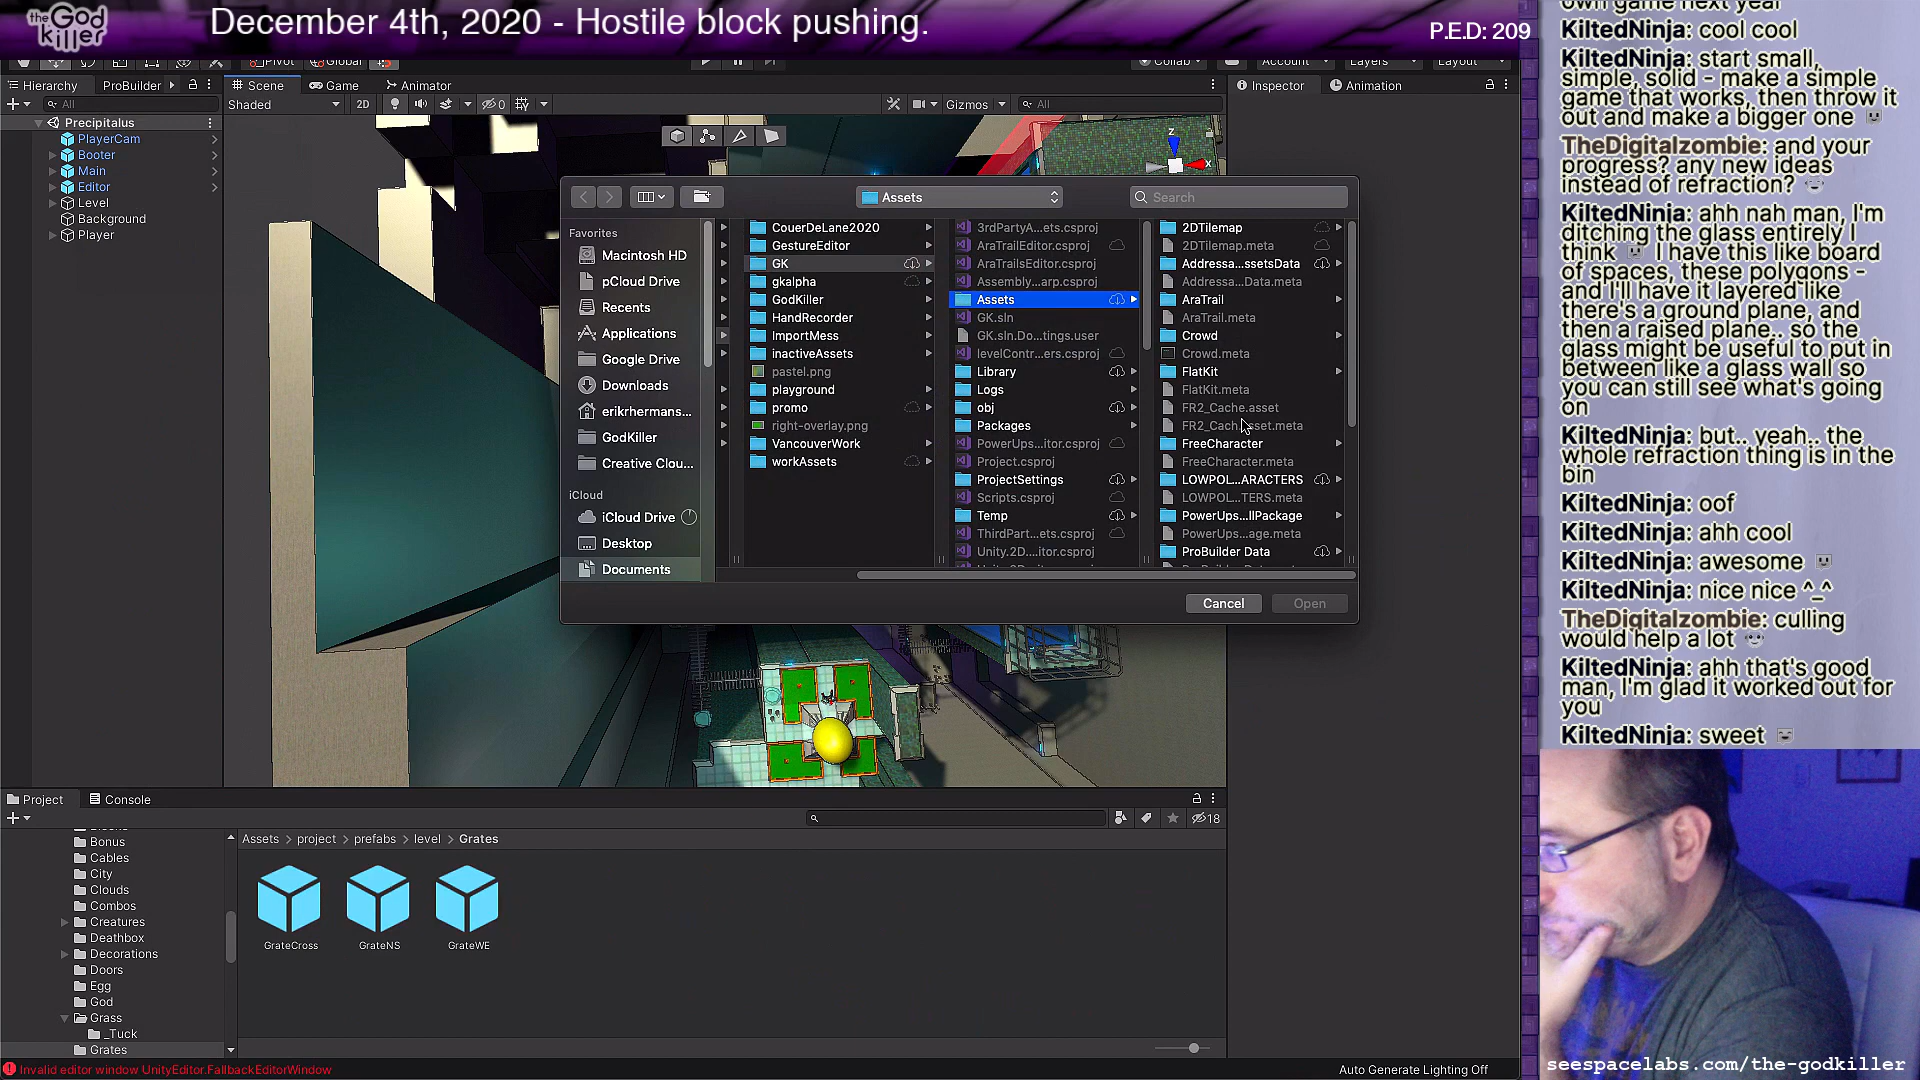 the God killer
December 4th, 2020 - Hostile block pushing.
P.E.D: 209
Pivot
Global
Collab
Account
Layers
Layout
Hierarchy
ProBuilder
Scene
Game
Animator
Inspector
Animation
All
Shaded
2D
0
Gizmos
All
Precipitalus
PlayerCam
Booter
Main
Editor
Level
Background
Player
z
x
Assets
Search
Favorites
Macintosh HD
pCloud Drive
Recents
Applications
Google Drive
Downloads
erikrhermans...
GodKiller
Creative Clou...
iCloud
iCloud Drive
Desktop
Documents
CouerDeLane2020
GestureEditor
GK
gkalpha
GodKiller
HandRecorder
ImportMess
inactiveAssets
pastel.png
playground
promo
right-overlay.png
VancouverWork
workAssets
3rdPartyA...ets.csproj
AraTrailEditor.csproj
AraTrailsEditor.csproj
Assembly...arp.csproj
Assets
GK.sln
GK.sln.Do...tings.user
levelContr...ers.csproj
Library
Logs
obj
Packages
PowerUps...itor.csproj
Project.csproj
ProjectSettings
Scripts.csproj
Temp
ThirdPart...ets.csproj
Unity.2D....itor.csproj
2DTilemap
2DTilemap.meta
Addressa...ssetsData
Addressa...Data.meta
AraTrail
AraTrail.meta
Crowd
Crowd.meta
FlatKit
FlatKit.meta
FR2_Cache.asset
FR2_Cach...sset.meta
FreeCharacter
FreeCharacter.meta
LOWPOL...ARACTERS
LOWPOL...TERS.meta
PowerUps...llPackage
PowerUps...age.meta
ProBuilder Data
Cancel
Open
Project
Console
18
Bonus
Cables
City
Clouds
Combos
Creatures
Deathbox
Decorations
Doors
Egg
God
Grass
_Tuck
Grates
Assets > project > prefabs > level > Grates
GrateCross
GrateNS
GrateWE
Invalid editor window UnityEditor.FallbackEditorWindow
Auto Generate Lighting Off
own game next year
KiltedNinja: cool cool
KiltedNinja: start small,
simple, solid - make a simple
game that works, then throw it
out and make a bigger one
TheDigitalzombie: and your
progress? any new ideas
instead of refraction?
KiltedNinja: ahh nah man, I'm
ditching the glass entirely I
think I have this like board
of spaces, these polygons -
and I'll have it layered like
there's a ground plane, and
then a raised plane.. so the
glass might be useful to put in
between like a glass wall so
you can still see what's going
on
KiltedNinja: but.. yeah.. the
whole refraction thing is in the
bin
KiltedNinja: oof
KiltedNinja: ahh cool
KiltedNinja: awesome
KiltedNinja: nice nice ^_^
TheDigitalzombie: culling
would help a lot
KiltedNinja: ahh that's good
man, I'm glad it worked out for
you
KiltedNinja: sweet
seespacelabs.com/the-godkiller